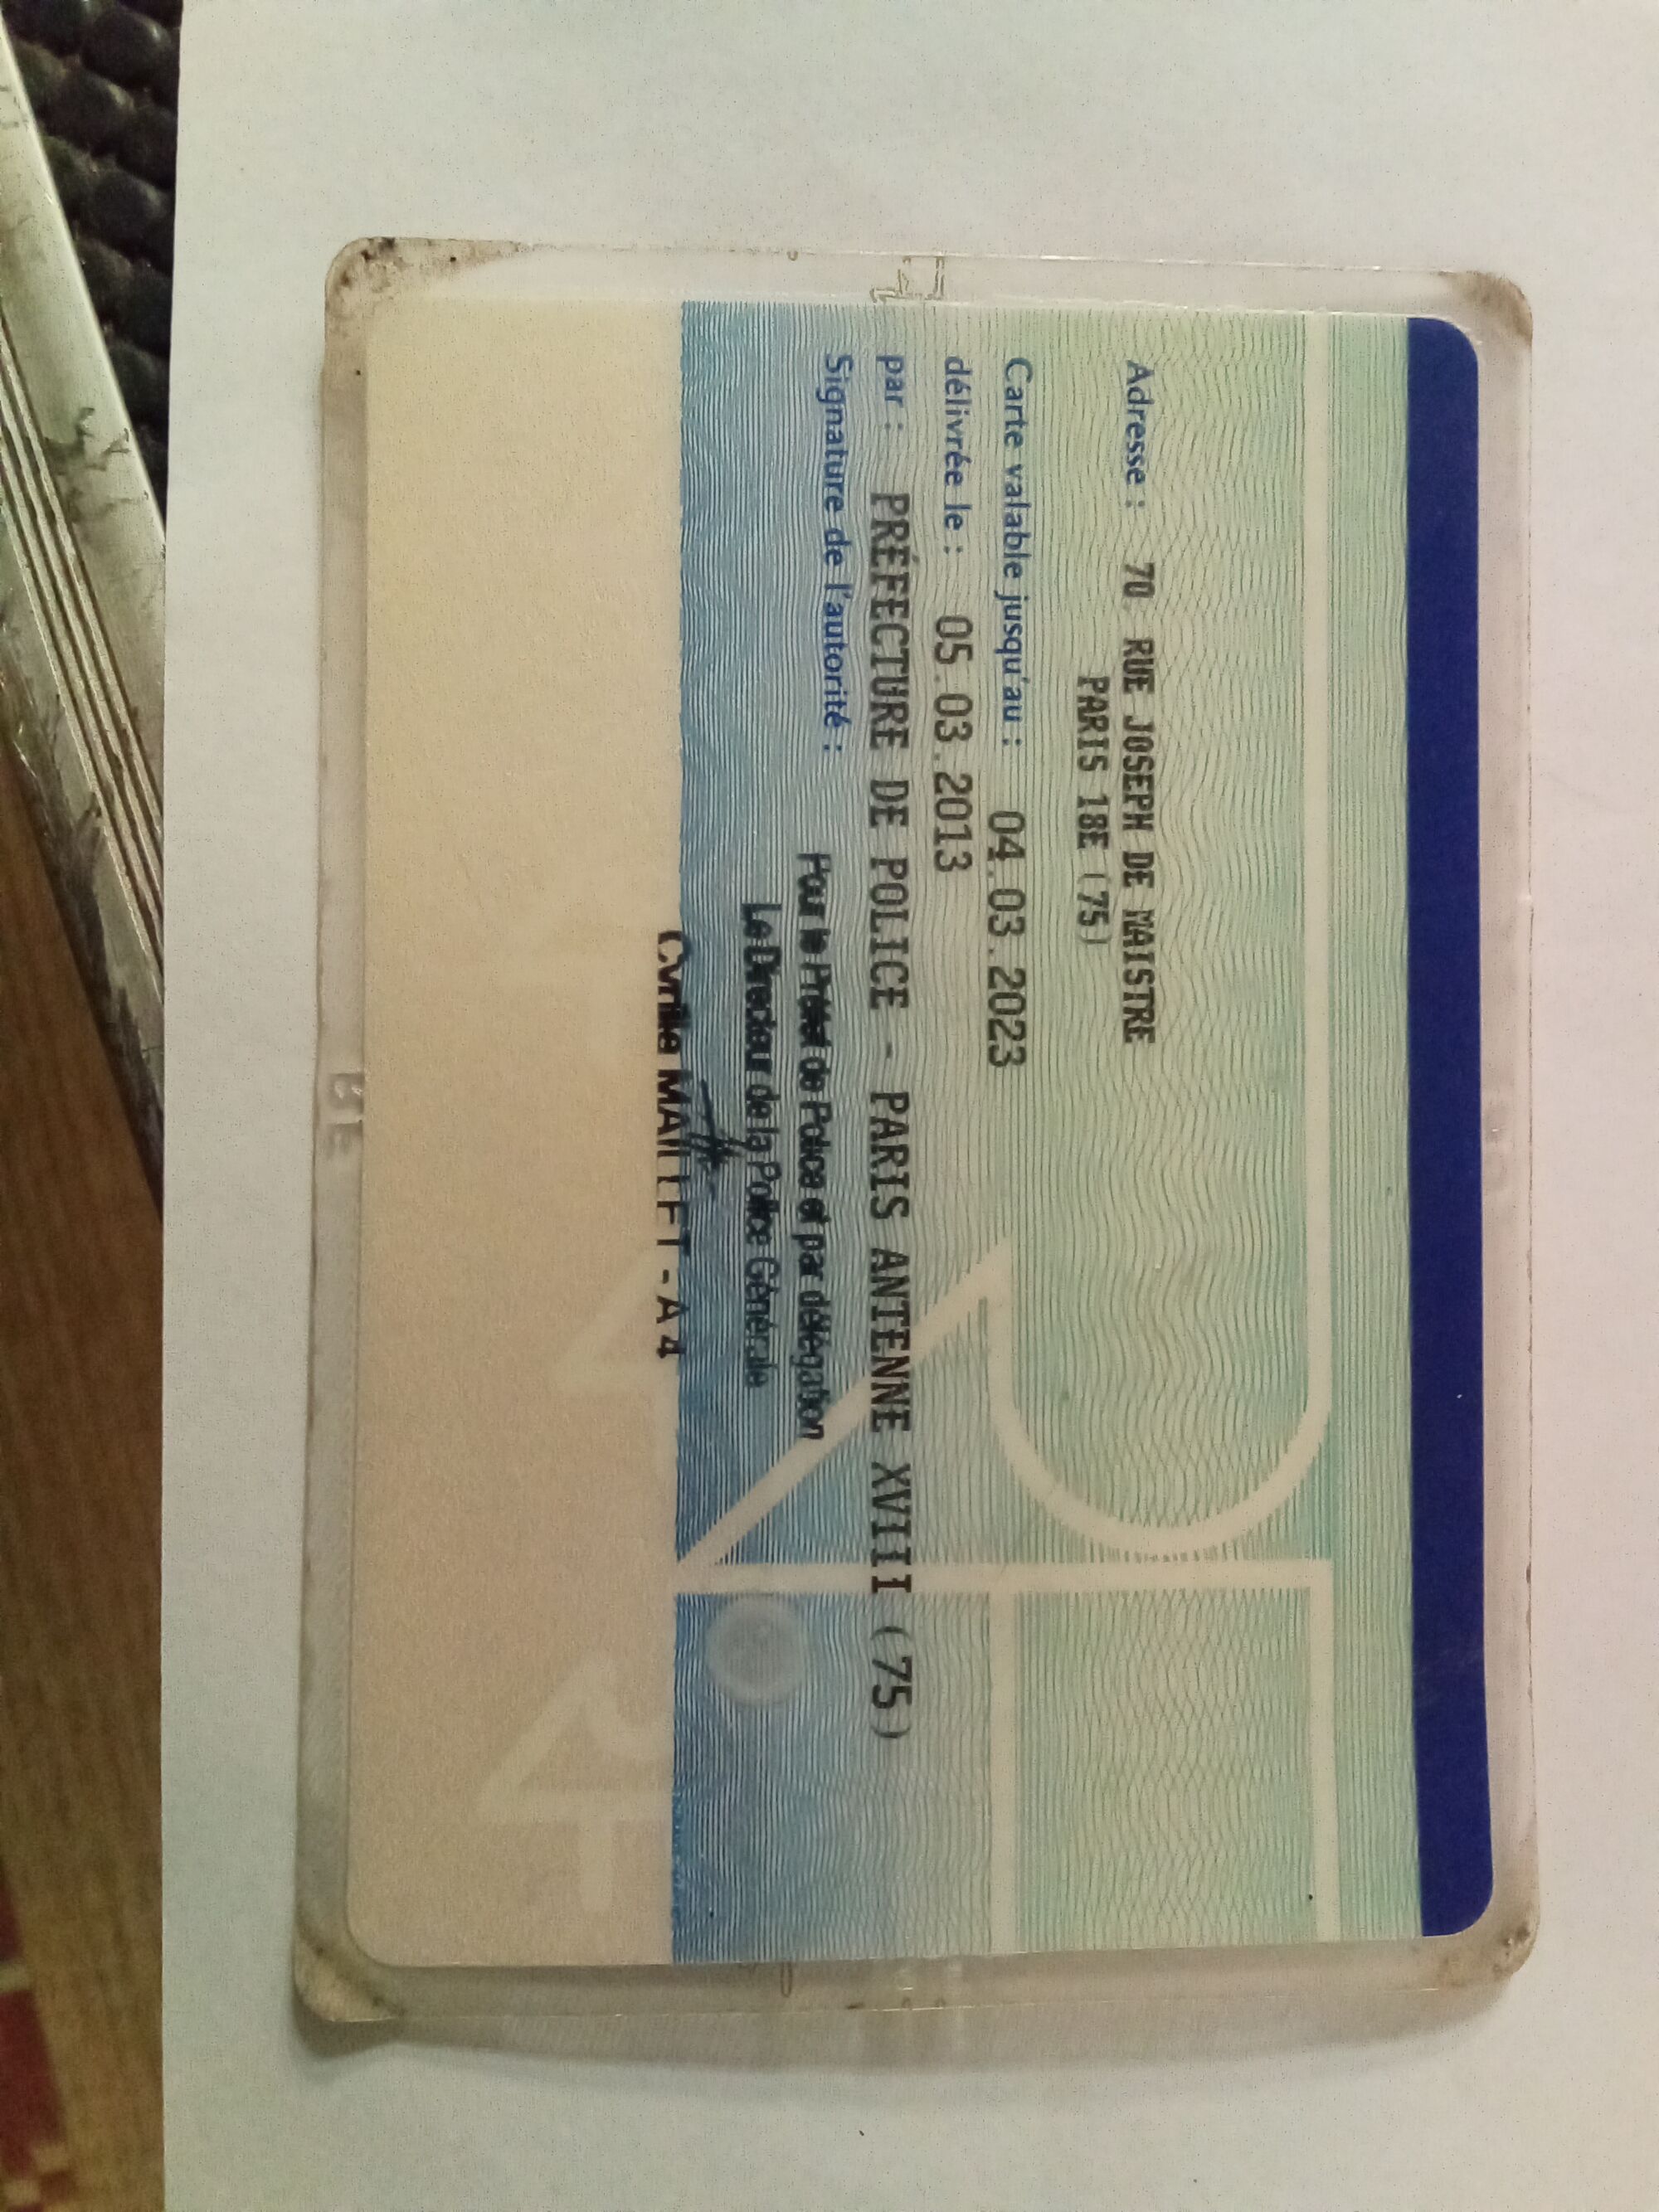 Adresse : 70 RUE JOSEPH DE MAISTRE
PARIS 18E (75)
Carte valable jusqu'au : 04.03.2023
délivrée le : 05.03.2013
par : PRÉFECTURE DE POLICE - PARIS ANTENNE XVIII (75)
Signature de l'autorité :
Pour le Préfet de Police et par délégation
Le Directeur de la Police Générale
Cyrille MAILLET - A 4